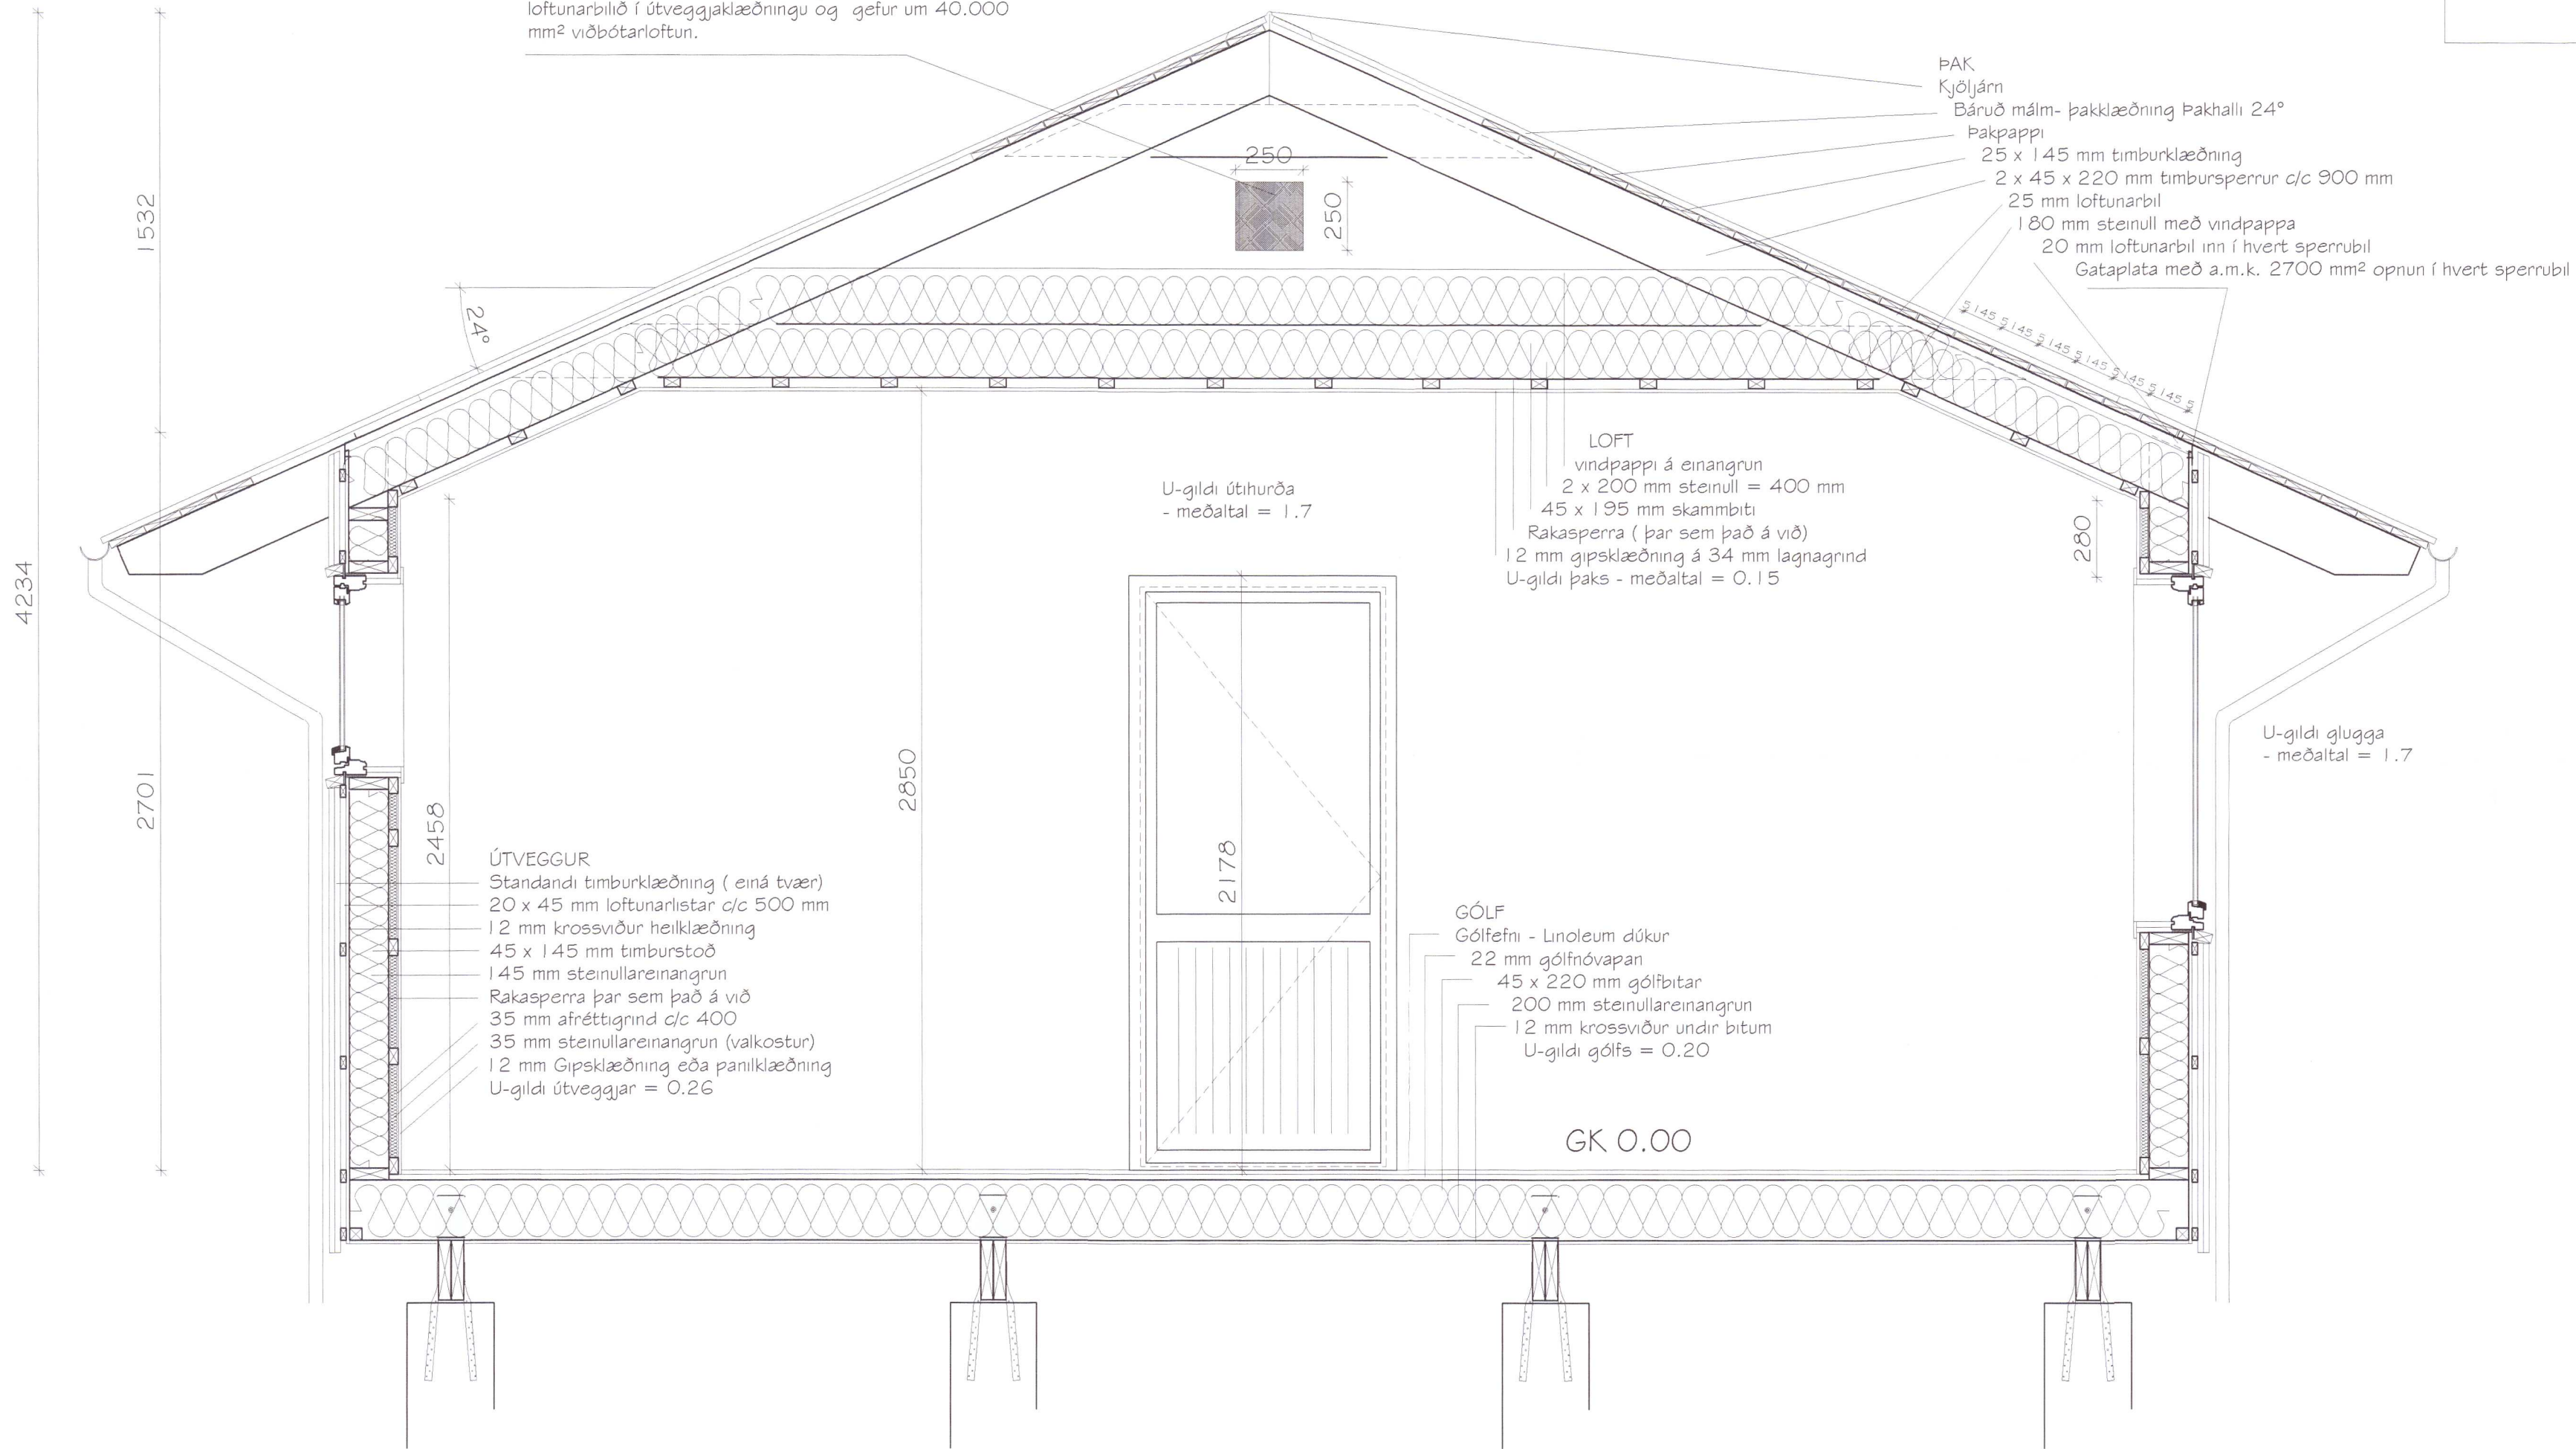 loftunarbilið í útveggjaklæðningu og gefur um 40.000
mm² viðbótarloftun.
ÞAK
Kjöljárn
Báruð málm- þakklæðning Þakhalli 24°
Þakpappi
25 x 145 mm timburklæðning
2 x 45 x 220 mm timbursperrur c/c 900 mm
25 mm loftunarbil
180 mm steinull með vindpappa
20 mm loftunarbil inn í hvert sperrubil
Gataplata með a.m.k. 2700 mm² opnun í hvert sperrubil
5 145 5 145 5 145 5 145 5 145 5 145 5
250
250
1532
24°
4234
2701
LOFT
vindpappi á einangrun
2 x 200 mm steinull = 400 mm
45 x 195 mm skammbiti
Rakasperra ( þar sem það á við)
12 mm gipsklæðning á 34 mm lagnagrind
U-gildi þaks - meðaltal = 0.15
U-gildi útihurða
- meðaltal = 1.7
280
U-gildi glugga
- meðaltal = 1.7
2458
2850
2178
ÚTVEGGUR
Standandi timburklæðning ( einá tvær)
20 x 45 mm loftunarlistar c/c 500 mm
12 mm krossviður heilklæðning
45 x 145 mm timburstoð
145 mm steinullareinangrun
Rakasperra þar sem það á við
35 mm afréttigrind c/c 400
35 mm steinullareinangrun (valkostur)
12 mm Gipsklæðning eða panilklæðning
U-gildi útveggjar = 0.26
GÓLF
Gólfefni - Linoleum dúkur
22 mm gólfnóvapan
45 x 220 mm gólfbitar
200 mm steinullareinangrun
12 mm krossviður undir bitum
U-gildi gólfs = 0.20
GK 0.00